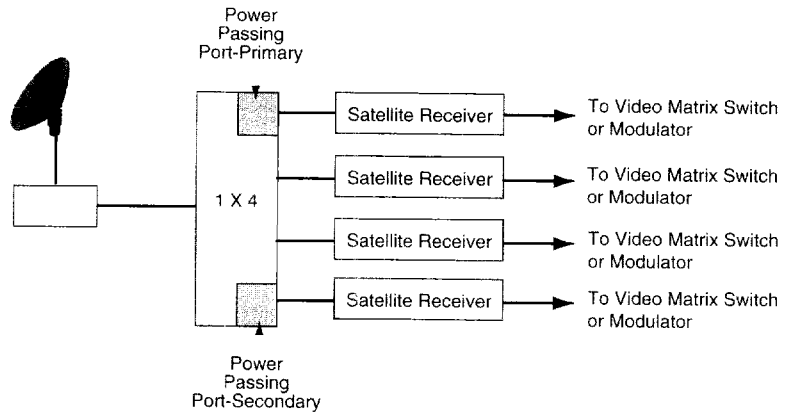 Power
Passing
Port-Primary
Satellite Receiver
To Video Matrix Switch
or Modulator
Satellite Receiver
To Video Matrix Switch
or Modulator
1 X 4
Satellite Receiver
To Video Matrix Switch
or Modulator
Satellite Receiver
To Video Matrix Switch
or Modulator
Power
Passing
Port-Secondary